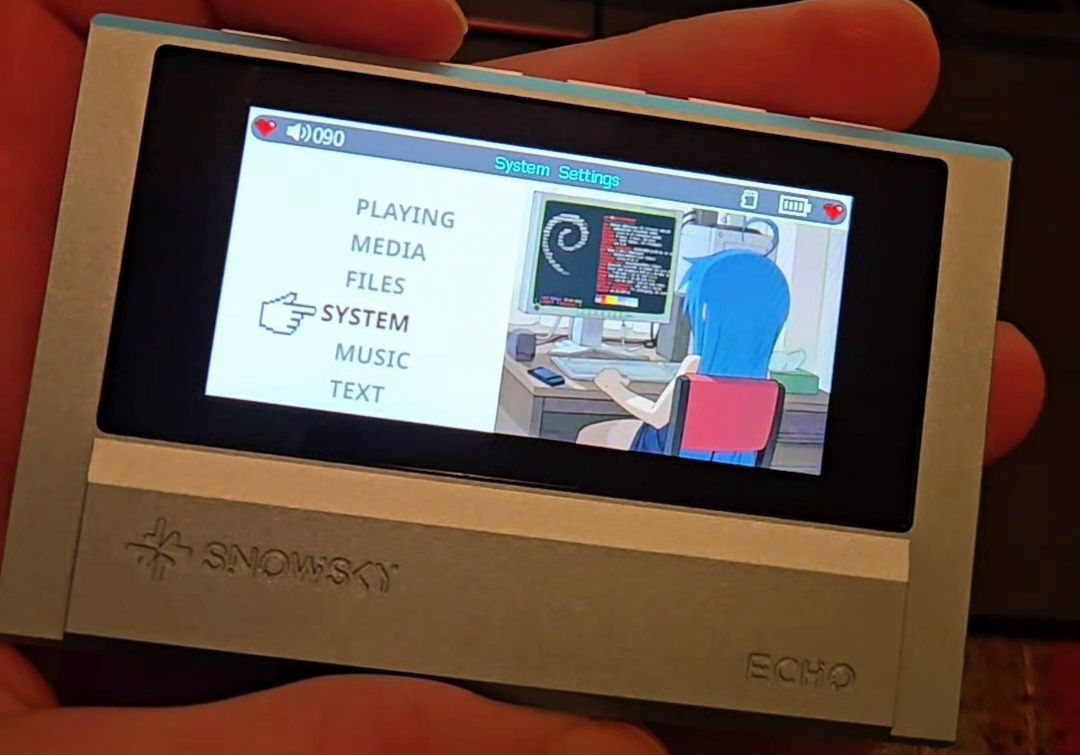 090
System Settings
PLAYING
MEDIA
FILES
SYSTEM
MUSIC
TEXT
SNOWSKY
ECHO